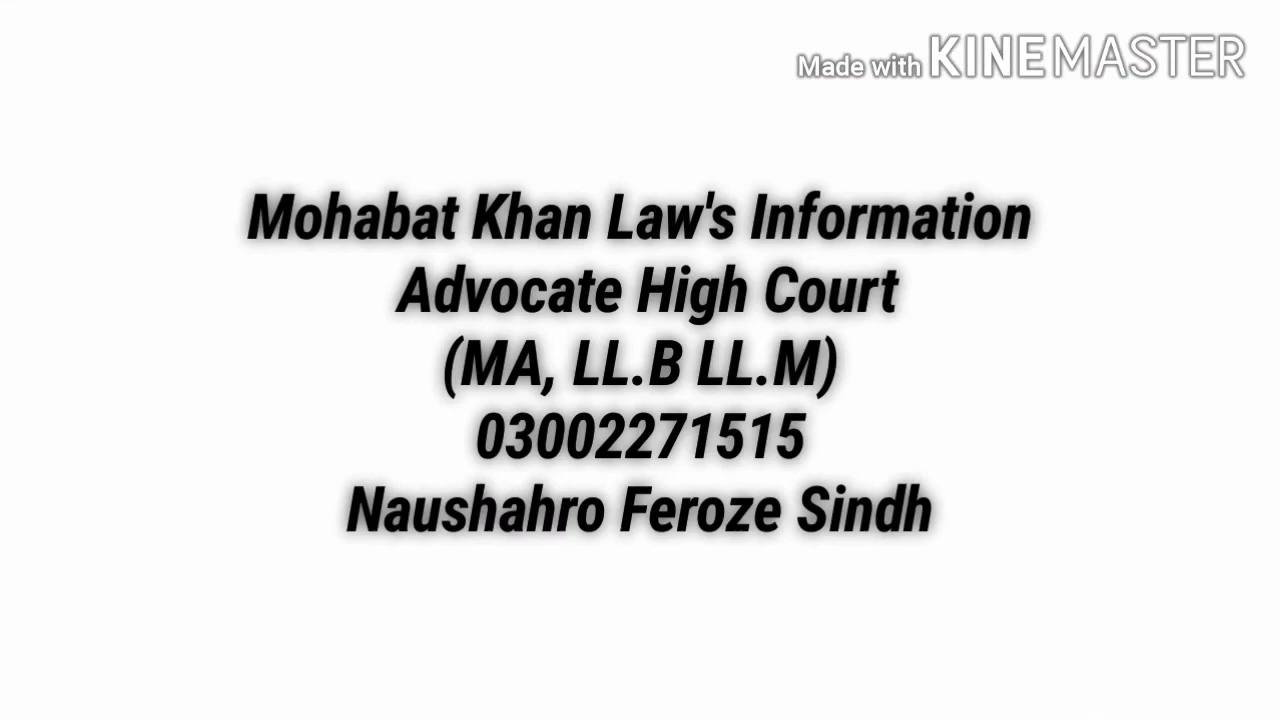 Made with KINEMASTER
Mohabat Khan Law's Information
Advocate High Court
(MA, LL.B LL.M)
03002271515
Naushahro Feroze Sindh